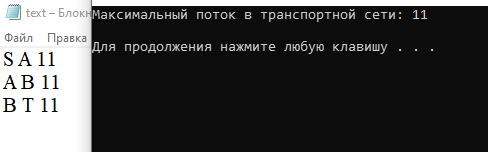 text – Блокн
Файл Правка
S A 11
A B 11
B T 11
Максимальный поток в транспортной сети: 11
Для продолжения нажмите любую клавишу . . .